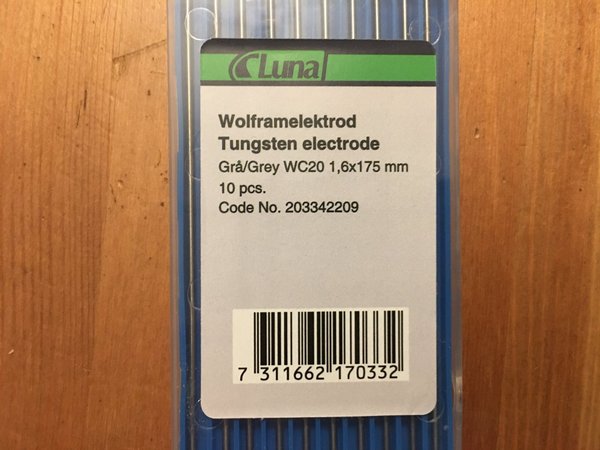 Luna
Wolframelektrod
Tungsten electrode
Grå/Grey WC20 1,6x175 mm
10 pcs.
Code No. 203342209
7 311662 170332